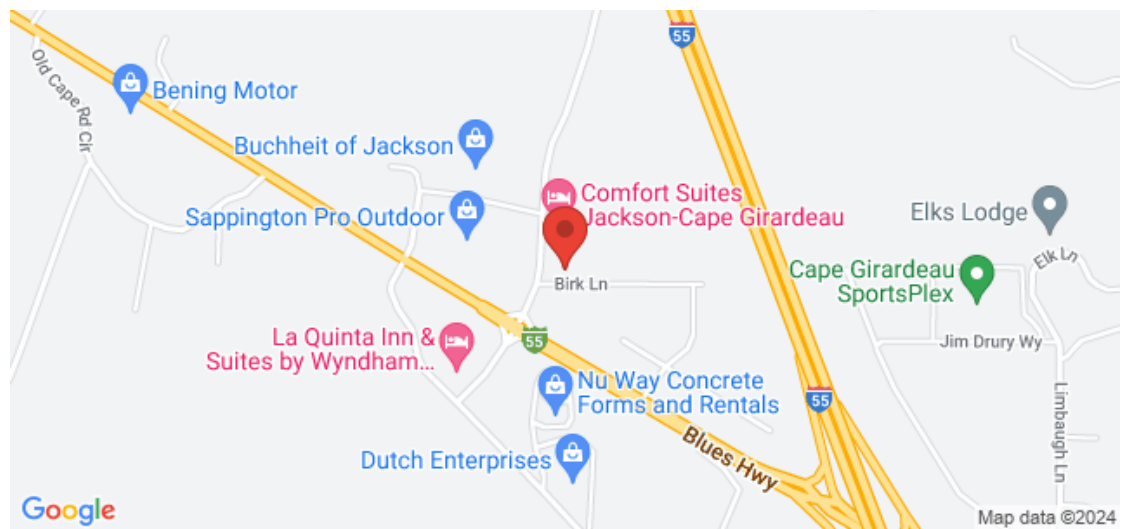 55
Old Cape Rd Cir
Bening Motor
Buchheit of Jackson
Comfort Suites
Jackson-Cape Girardeau
Sappington Pro Outdoor
Elks Lodge
Elk Ln
Cape Girardeau
SportsPlex
Birk Ln
La Quinta Inn &
Suites by Wyndham...
55
Jim Drury Wy
Nu Way Concrete
Forms and Rentals
55
Limbaugh Ln
Blues Hwy
Dutch Enterprises
Google
Map data ©2024